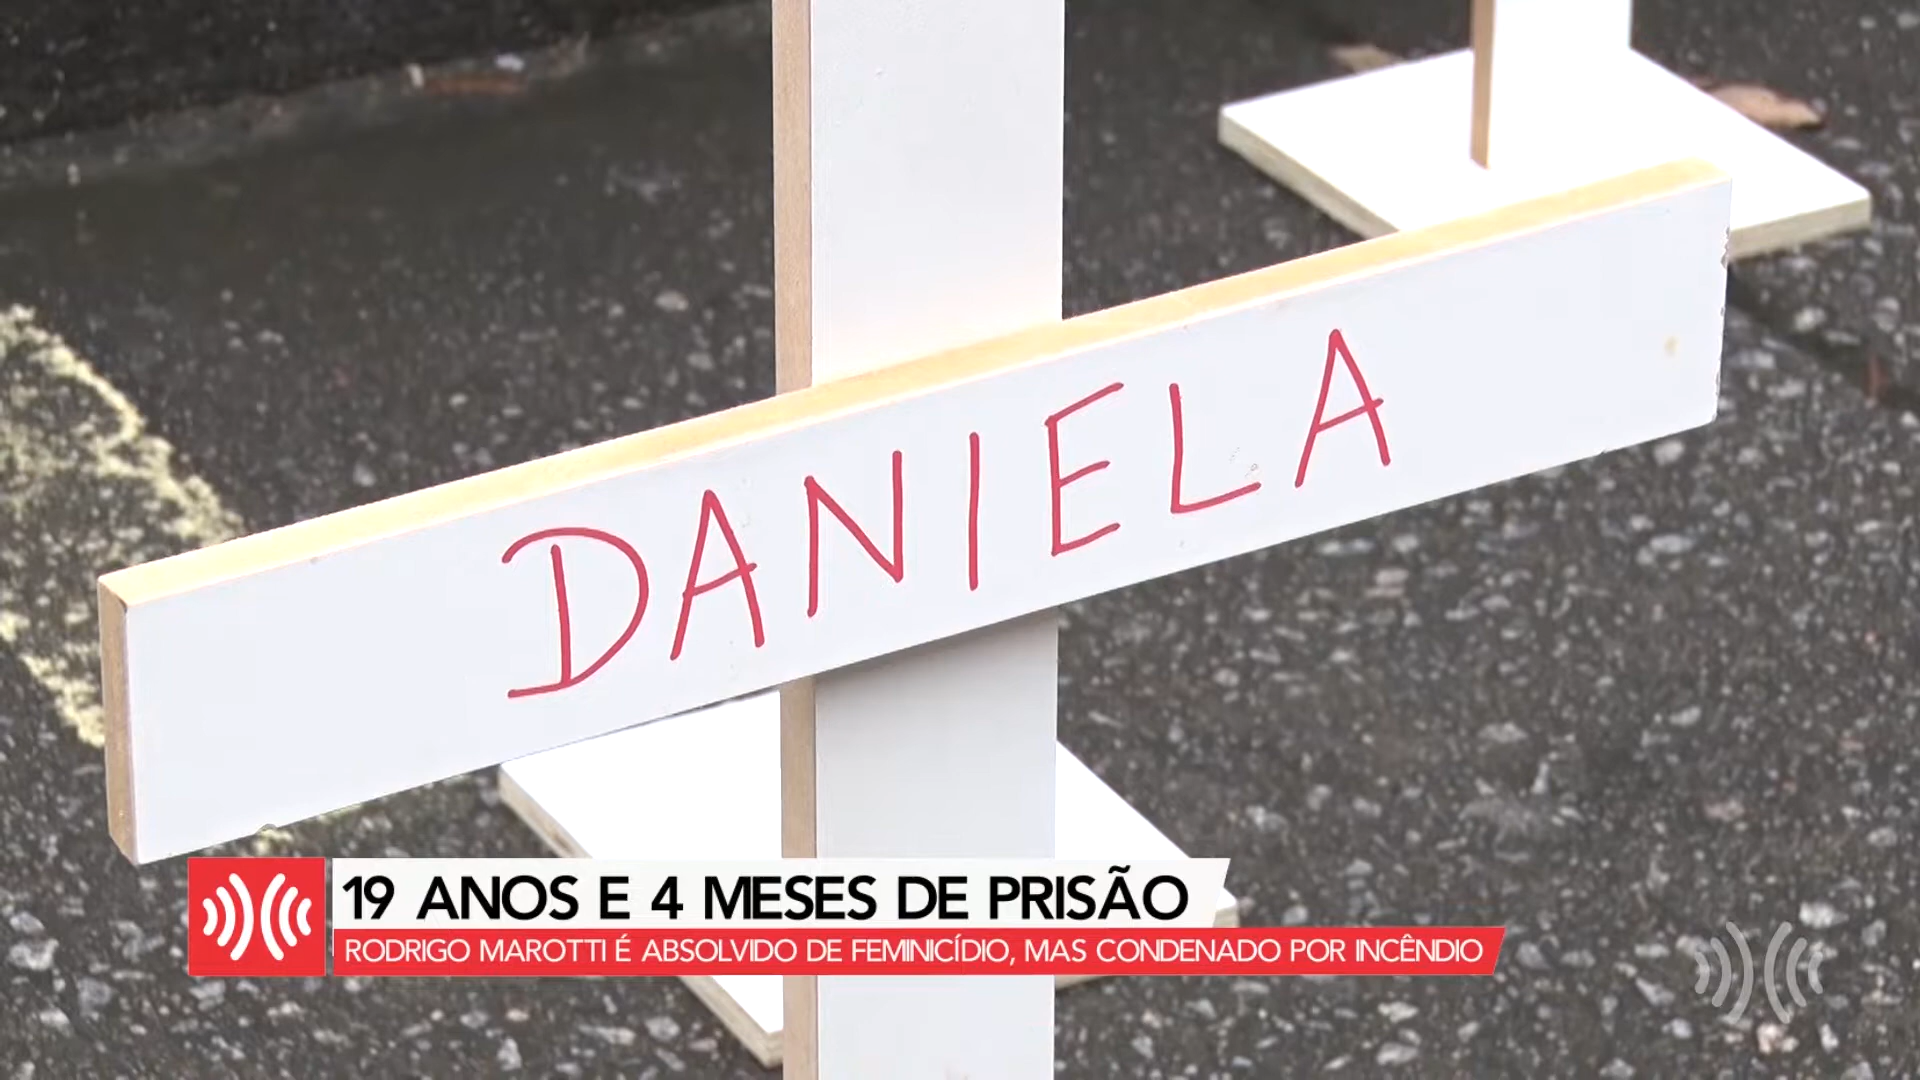 DANIELA
19 ANOS E 4 MESES DE PRISÃO
RODRIGO MAROTTI É ABSOLVIDO DE FEMINICÍDIO, MAS CONDENADO POR INCÊNDIO